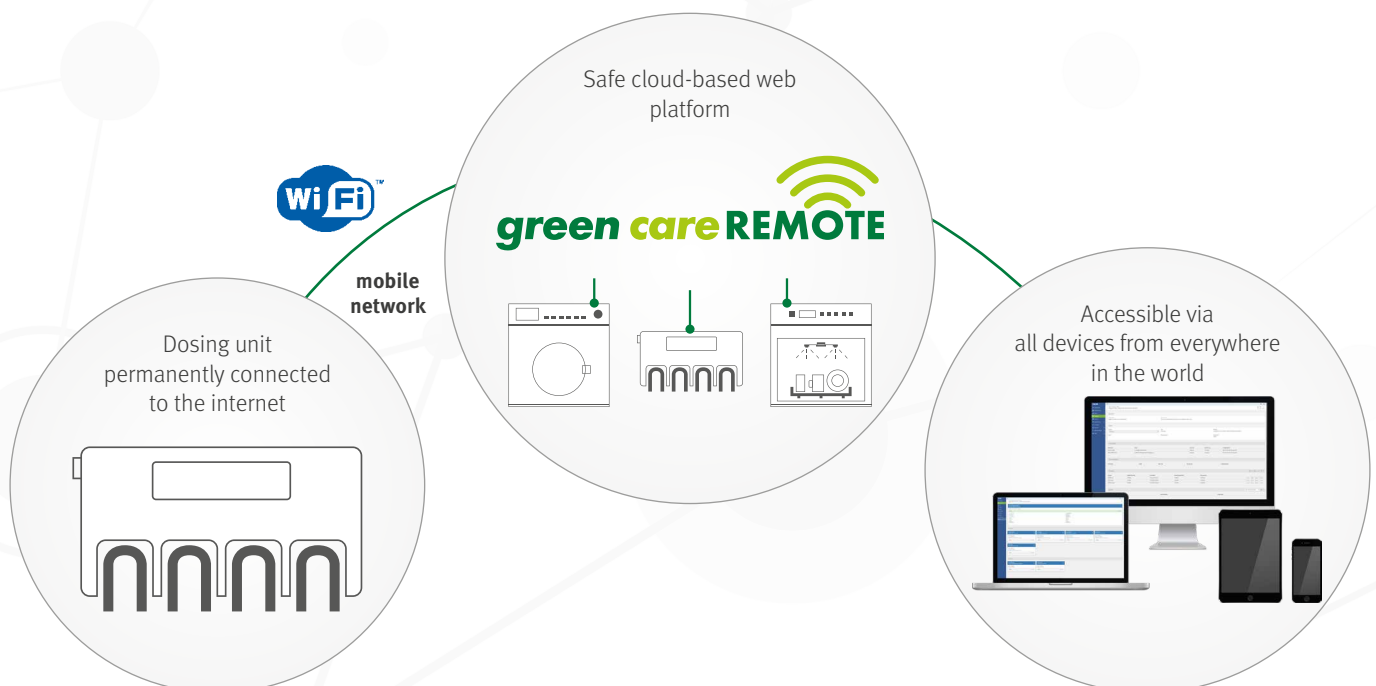 Safe cloud-based web
platform
green care REMOTE
WiFi™
mobile
network
Dosing unit
permanently connected
to the internet
Accessible via
all devices from everywhere
in the world